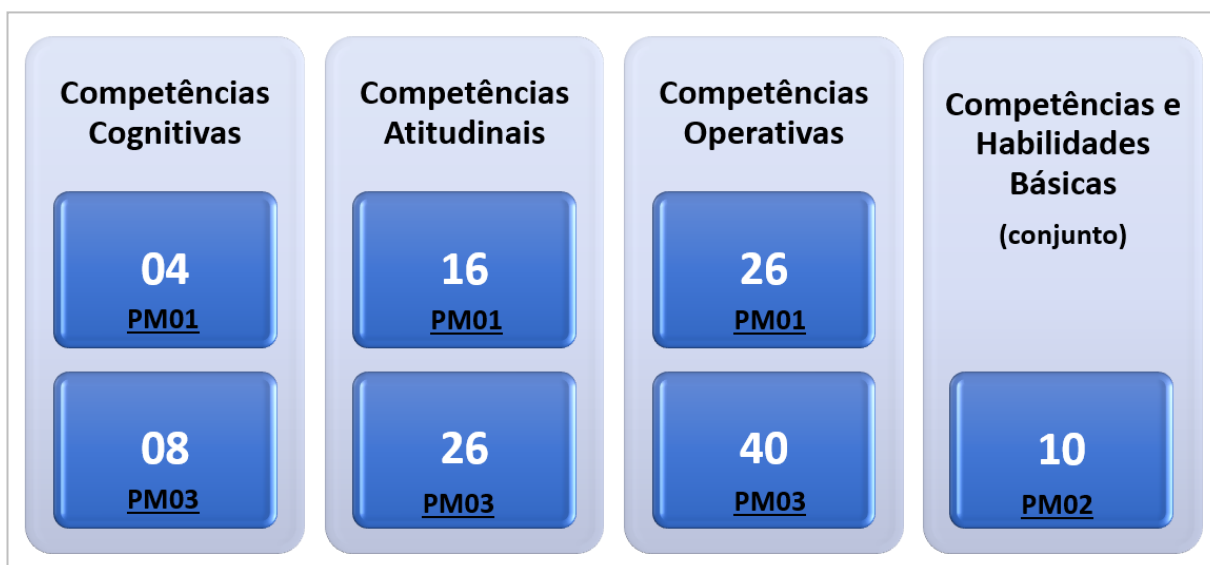 Competências
Cognitivas
04
PM01
08
PM03
Competências
Atitudinais
16
PM01
26
PM03
Competências
Operativas
26
PM01
40
PM03
Competências e
Habilidades
Básicas
(conjunto)
10
PM02